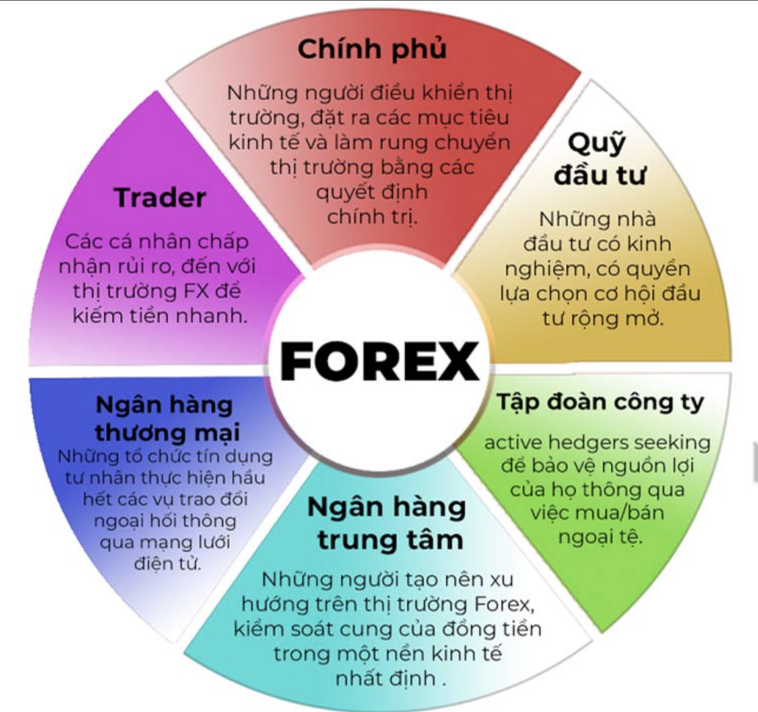 Chính phủ
Những người điều khiển thị
trường, đặt ra các mục tiêu
kinh tế và làm rung chuyển
thị trường bằng các
quyết định
chính trị.
Quỹ
đầu tư
Những nhà
đầu tư có kinh
nghiệm, có quyền
lựa chọn cơ hội đầu
tư rộng mở.
Tập đoàn công ty
active hedgers seeking
để bảo vệ nguồn lợi
của họ thông qua
việc mua/bán
ngoại tệ.
Ngân hàng
trung tâm
Những người tạo nên xu
hướng trên thị trường Forex,
kiểm soát cung của đồng tiền
trong một nền kinh tế
nhất định .
Ngân hàng
thương mại
Những tổ chức tín dụng
tư nhân thực hiện hầu
hết các vụ trao đổi
ngoại hối thông
qua mạng lưới
điện tử.
Trader
Các cá nhân chấp
nhận rủi ro, đến với
thị trường FX để
kiếm tiền nhanh.
FOREX